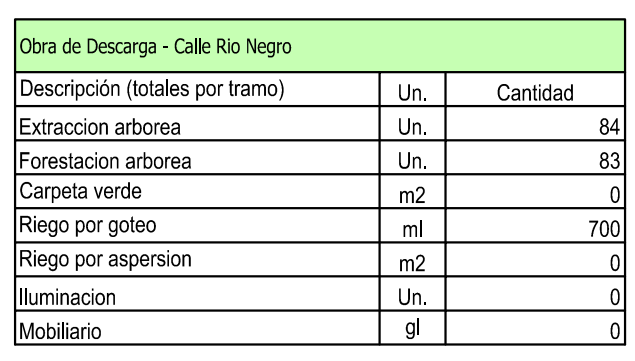 Obra de Descarga - Calle Rio Negro
Descripción (totales por tramo) Un. Cantidad
Extraccion arborea Un. 84
Forestacion arborea Un. 83
Carpeta verde m2 0
Riego por goteo ml 700
Riego por aspersion m2 0
Iluminacion Un. 0
Mobiliario gl 0